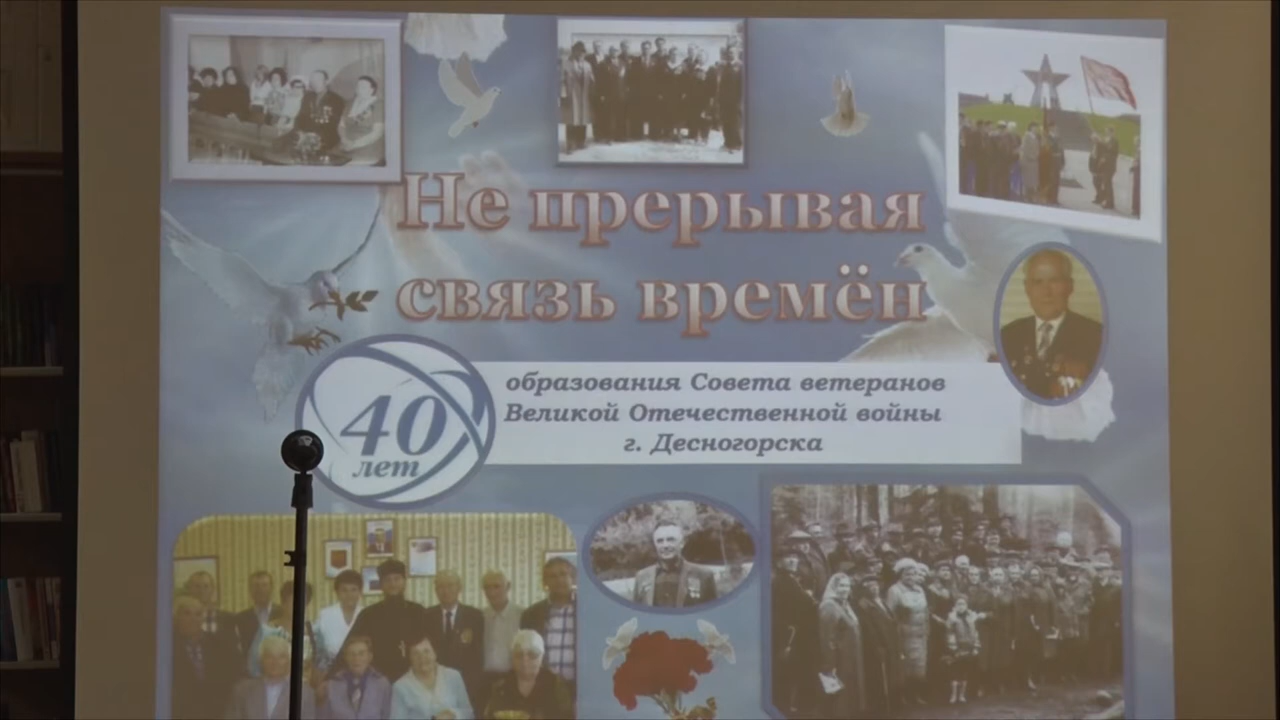 Не прерывая
связь времён
40
лет
образования Совета ветеранов
Великой Отечественной войны
г. Десногорска